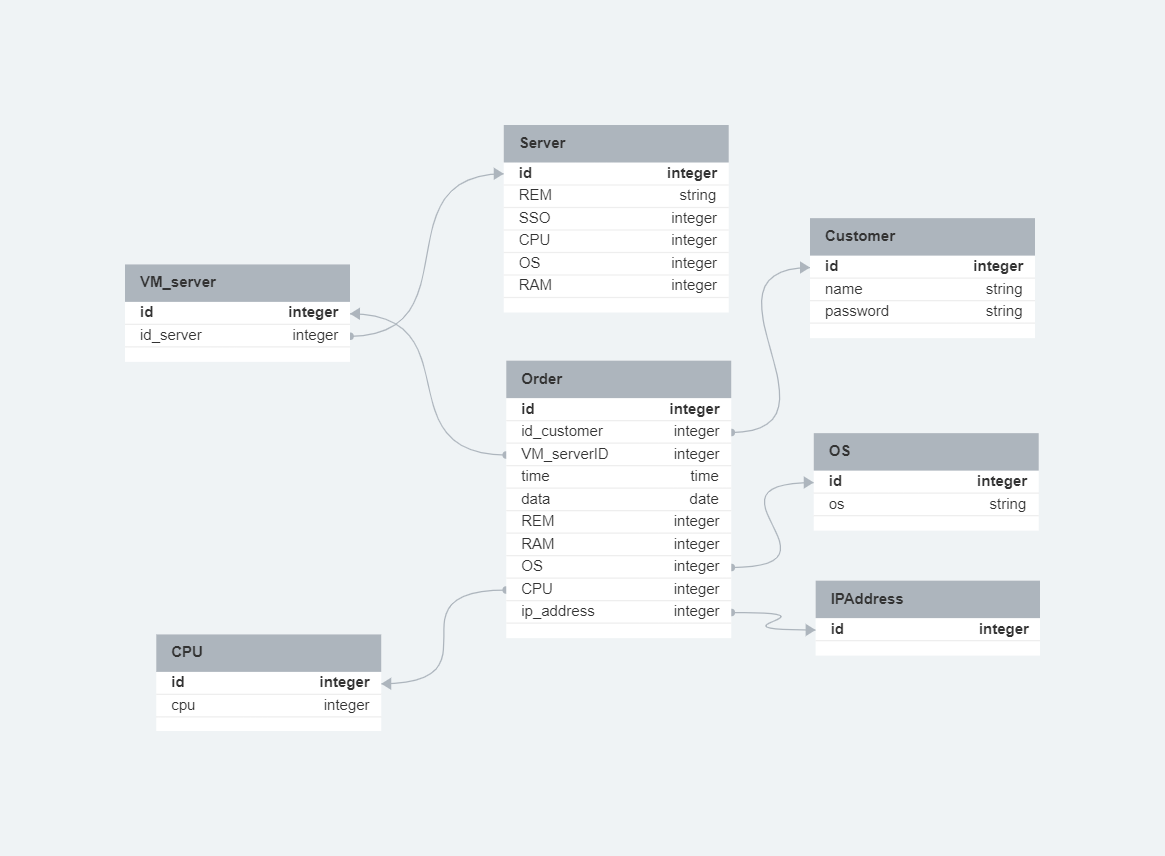 Server
id integer
REM string
SSO integer
CPU integer
OS integer
RAM integer
Customer
id integer
name string
password string
VM_server
id integer
id_server integer
Order
id integer
id_customer integer
VM_serverID integer
time time
data date
REM integer
RAM integer
OS integer
CPU integer
ip_address integer
OS
id integer
os string
IPAddress
id integer
CPU
id integer
cpu integer